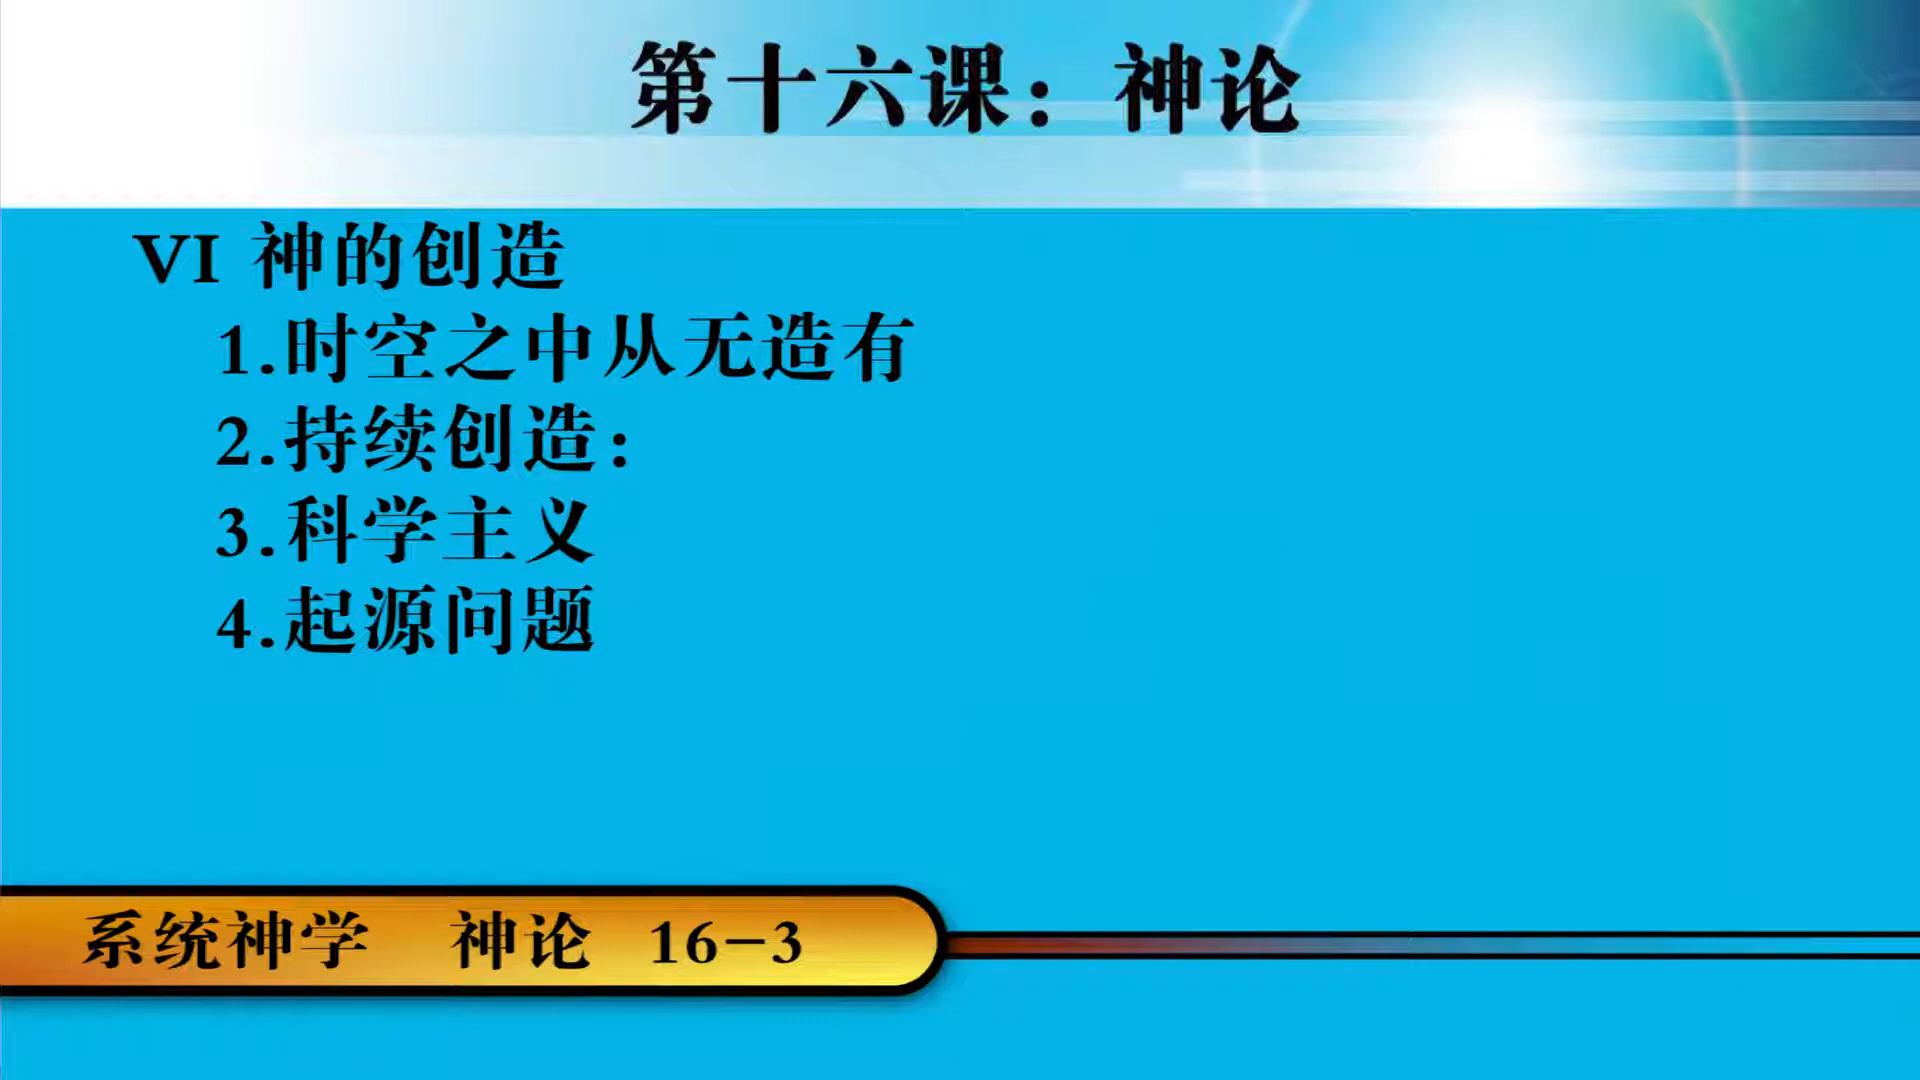 第十六课：神论
VI 神的创造
1.时空之中从无造有
2.持续创造：
3.科学主义
4.起源问题
系统神学 神论 16-3